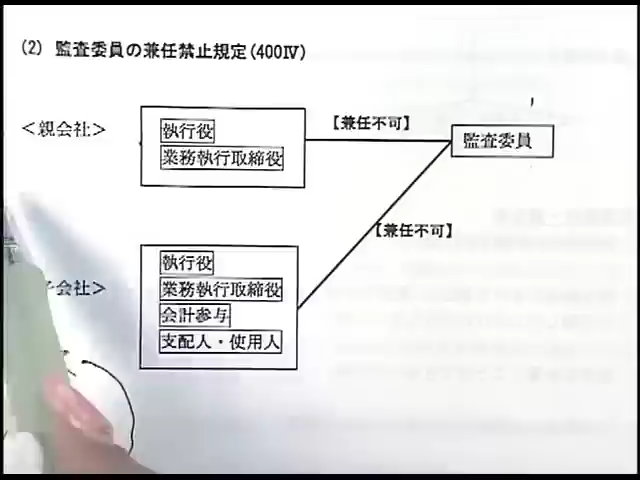 (2) 監査委員の兼任禁止規定(400Ⅳ)
<親会社>
執行役
業務執行取締役
【兼任不可】
監査委員
【兼任不可】
会社>
執行役
業務執行取締役
会計参与
支配人・使用人